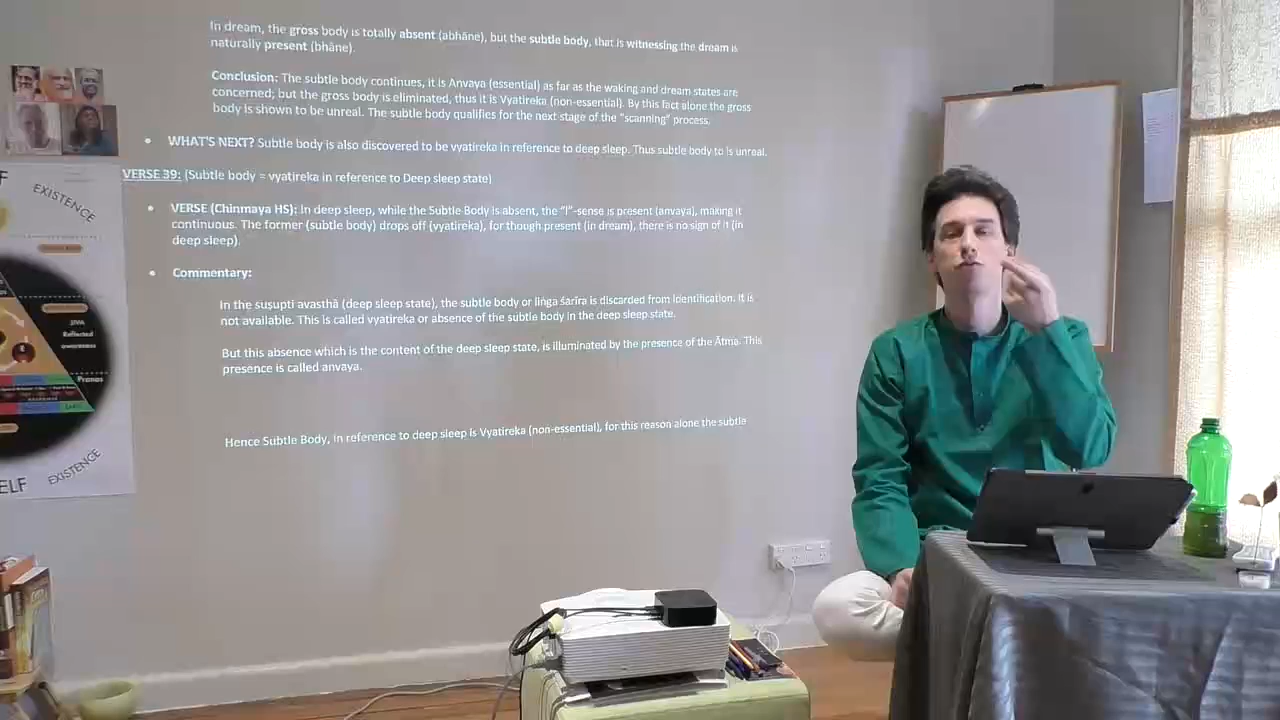 In dream, the gross body is totally absent (abhāne), but the subtle body, that is witnessing the dream is
naturally present (bhāne).
Conclusion: The subtle body continues, it is Anvaya (essential) as far as the waking and dream states are
concerned; but the gross body is eliminated, thus it is Vyatireka (non-essential). By this fact alone the gross
body is shown to be unreal. The subtle body qualifies for the next stage of the "scanning" process.
• WHAT'S NEXT? Subtle body is also discovered to be vyatireka in reference to deep sleep. Thus subtle body to is unreal.
VERSE 39: (Subtle body = vyatireka in reference to Deep sleep state)
• VERSE (Chinmaya HS): In deep sleep, while the Subtle Body is absent, the "I"-sense is present (anvaya), making it
continuous. The former (subtle body) drops off (vyatireka), for though present (in dream), there is no sign of it (in
deep sleep).
• Commentary:
In the susupti avasthā (deep sleep state), the subtle body or liṅga śarīra is discarded from identification. It is
not available. This is called vyatireka or absence of the subtle body in the deep sleep state.
But this absence which is the content of the deep sleep state, is illuminated by the presence of the Ātma. This
presence is called anvaya.
Hence Subtle Body, in reference to deep sleep is Vyatireka (non-essential), for this reason alone the subtle
F
EXISTENCE
JIVA
Reflected
awareness
Pranas
EXISTENCE
ELF